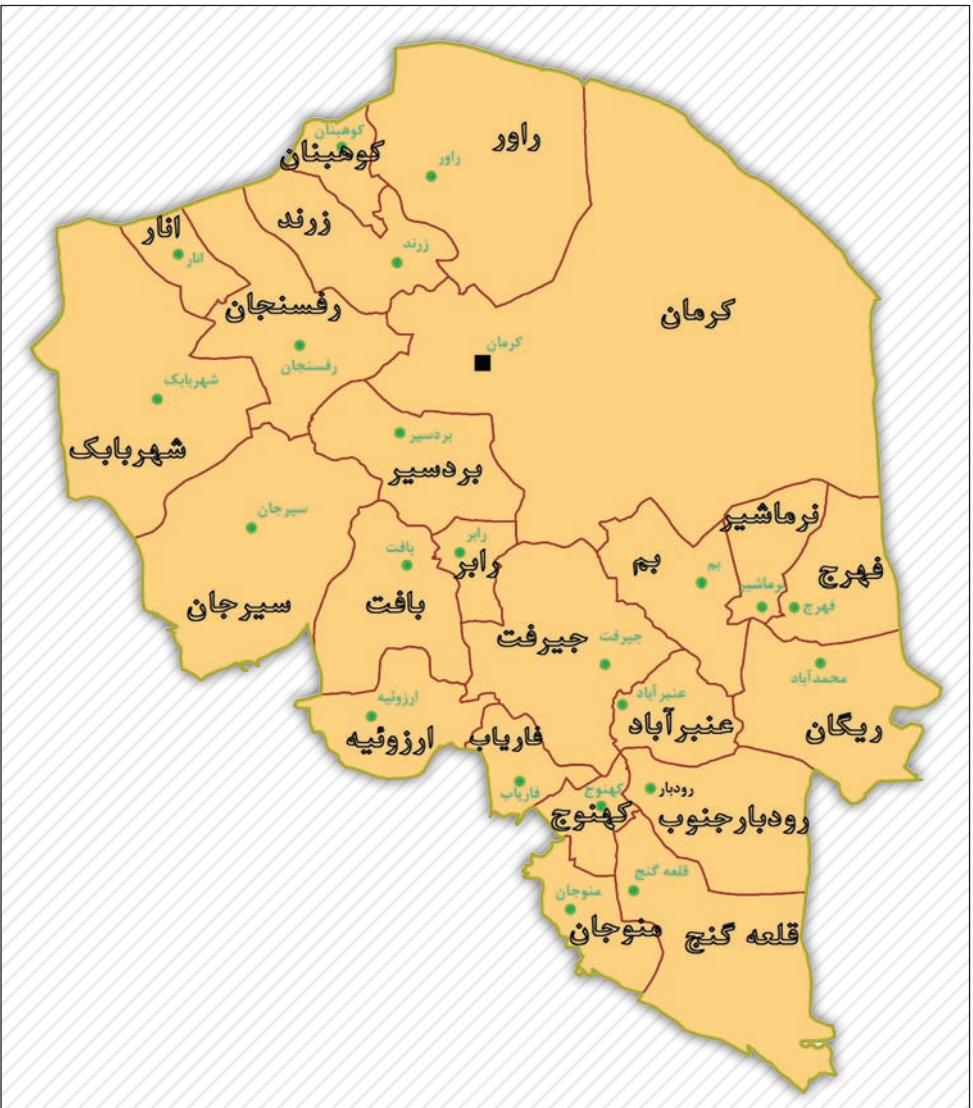 کوهبنان
کوهبنان
راور
راور
زرند
زرند
انار
انار
رفسنجان
رفسنجان
کرمان
کرمان
شهربابک
شهربابک
بردسیر
بردسیر
سیرجان
سیرجان
بافت
بافت
رابر
رابر
نرماشیر
نرماشیر
بم
بم
فهرج
فهرج
جیرفت
جیرفت
محمدآباد
ریگان
عنبرآباد
عنبرآباد
ارزوئیه
ارزوئیه
فاریاب
فاریاب
کهنوج
کهنوج
رودبار
رودبارجنوب
قلعه گنج
قلعه گنج
منوجان
منوجان